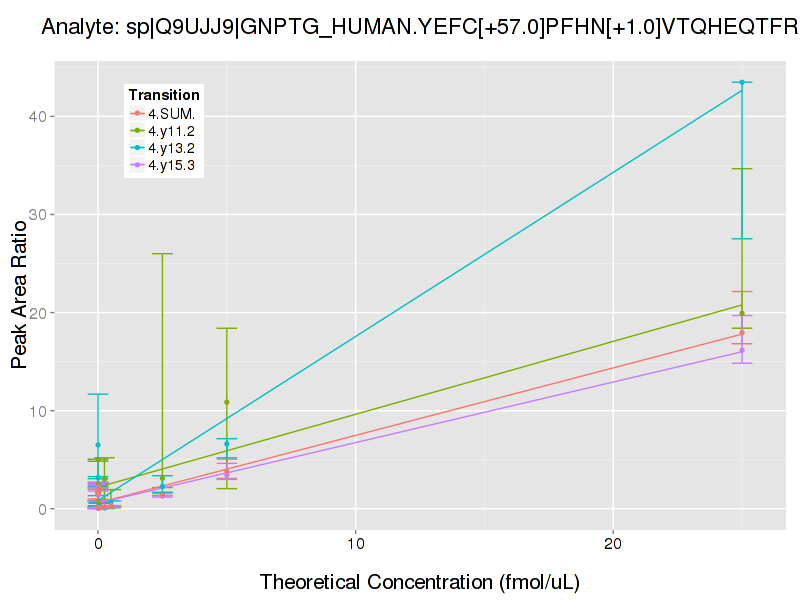 Analyte: sp|Q9UJJ9|GNPTG_HUMAN.YEFC[+57.0]PFHN[+1.0]VTQHEQTFR
Transition
4.SUM.
4.y11.2
4.y13.2
4.y15.3
Peak Area Ratio
40
30
20
10
0
0 10 20
Theoretical Concentration (fmol/uL)